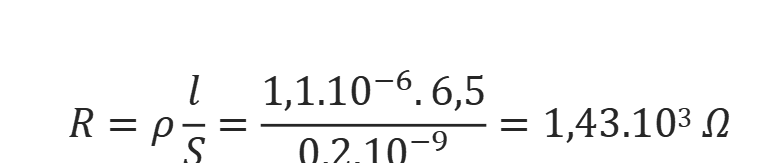 R = ρ l/S = 1,1.10⁻⁶. 6,5 / 0,2.10⁻⁹ = 1,43.10³ Ω